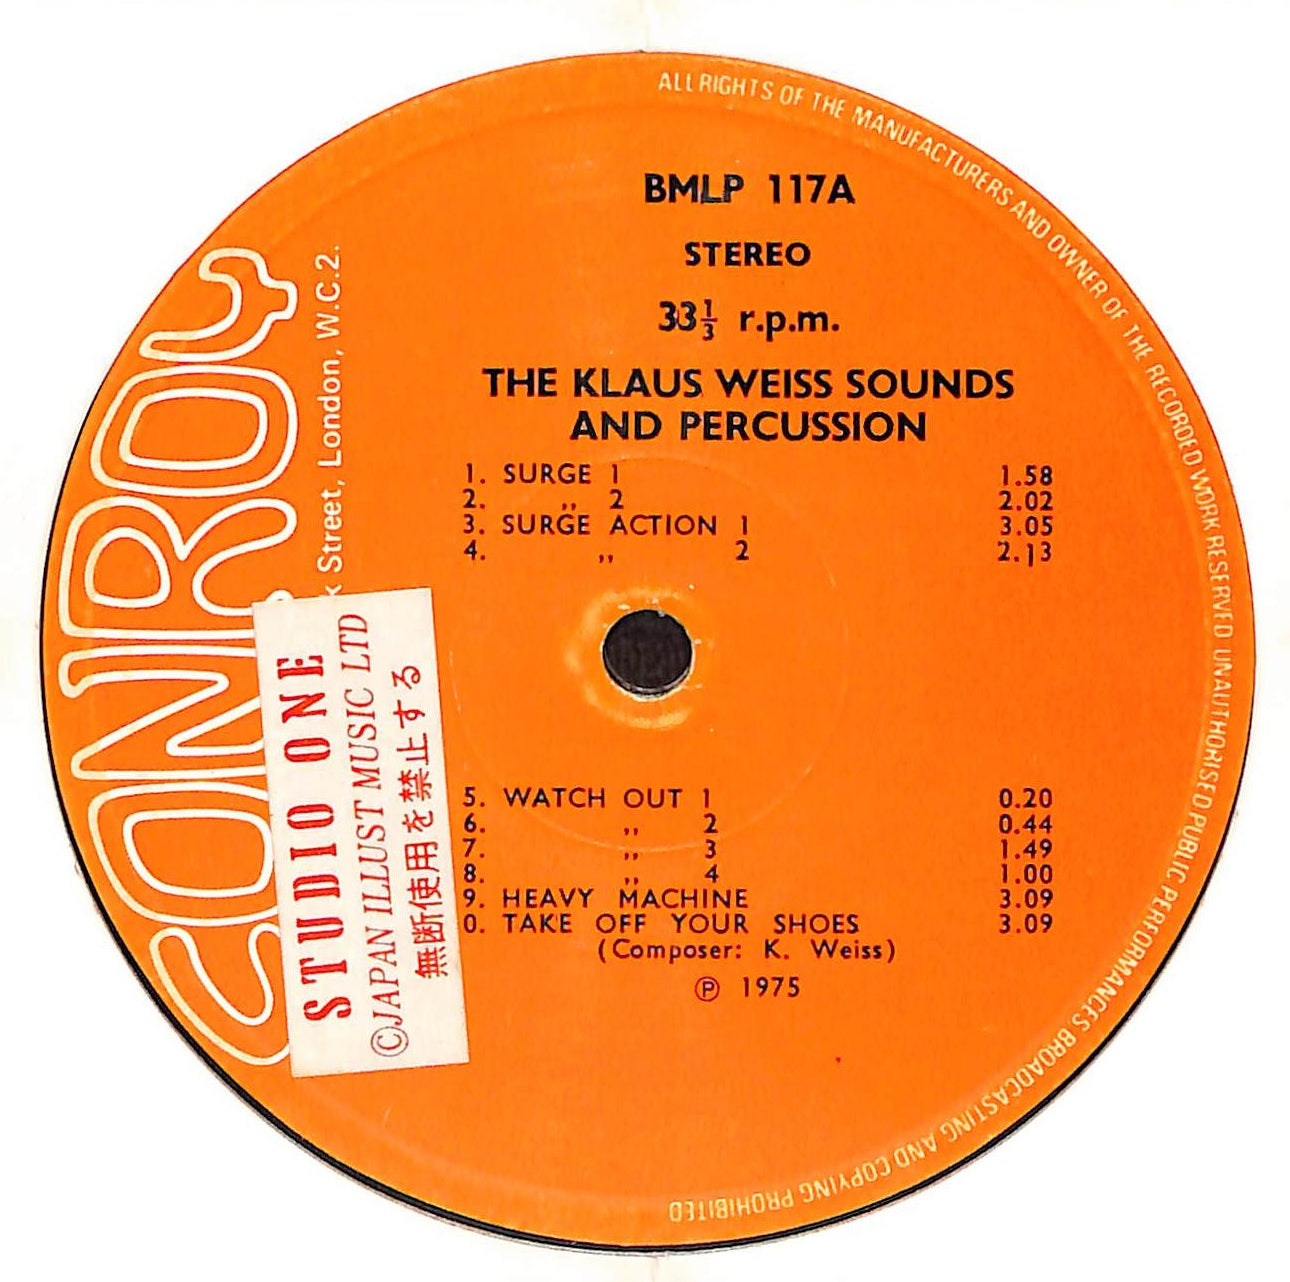 ALL RIGHTS OF THE MANUFACTURERS AND OWNER OF THE RECORDED WORK RESERVED UNAUTHORISED PUBLIC PERFORMANCES BROADCASTING AND COPYING PROHIBITED
BMLP 117A
STEREO
33⅓ r.p.m.
THE KLAUS WEISS SOUNDS
AND PERCUSSION
1. SURGE 1 1.58
2. ,, 2 2.02
3. SURGE ACTION 1 3.05
4. ,, 2 2.13
5. WATCH OUT 1 0.20
6. ,, 2 0.44
7. ,, 3 1.49
8. ,, 4 1.00
9. HEAVY MACHINE 3.09
0. TAKE OFF YOUR SHOES 3.09
(Composer: K. Weiss)
Ⓟ 1975
CONROY
Street, London, W.C.2.
STUDIO ONE
©JAPAN ILLUST MUSIC LTD
無断使用を禁止する